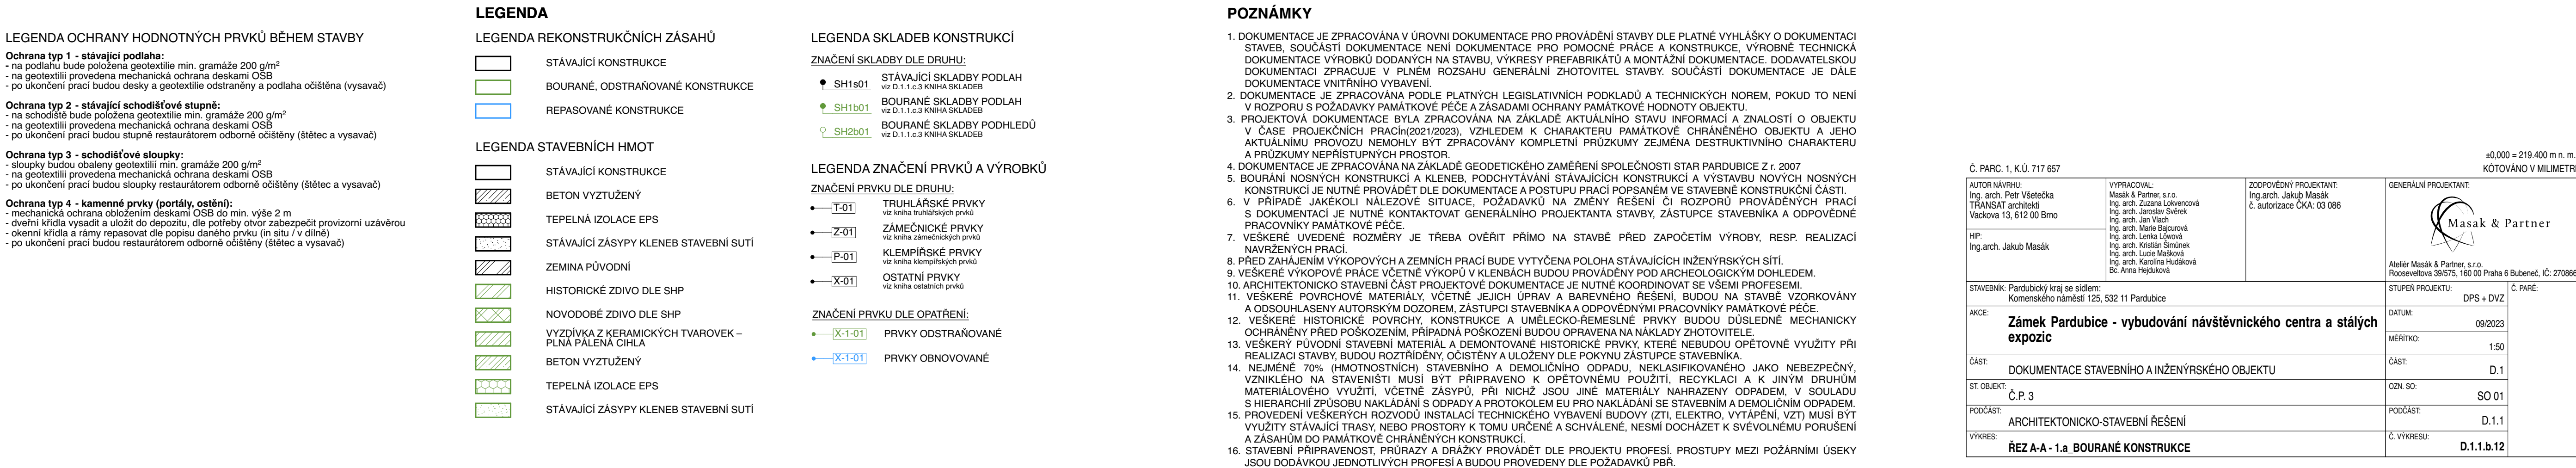 LEGENDA OCHRANY HODNOTNÝCH PRVKŮ BĚHEM STAVBY
Ochrana typ 1 - stávající podlaha:
- na podlahu bude položena geotextilie min. gramáže 200 g/m²
- na geotextilii provedena mechanická ochrana deskami OSB
- po ukončení prací budou desky a geotextilie odstraněny a podlaha očištěna (vysavač)
Ochrana typ 2 - stávající schodišťové stupně:
- na schodiště bude položena geotextilie min. gramáže 200 g/m²
- na geotextilii provedena mechanická ochrana deskami OSB
- po ukončení prací budou stupně restaurátorem odborně očištěny (štětec a vysavač)
Ochrana typ 3 - schodišťové sloupky:
- sloupky budou obaleny geotextilií min. gramáže 200 g/m²
- na geotextilii provedena mechanická ochrana deskami OSB
- po ukončení prací budou sloupky restaurátorem odborně očištěny (štětec a vysavač)
Ochrana typ 4 - kamenné prvky (portály, ostění):
- mechanická ochrana obložením deskami OSB do min. výše 2 m
- dveřní křídla vysadit a uložit do depozitu, dle potřeby otvor zabezpečit provizorní uzávěrou
- okenní křídla a rámy repasovat dle popisu daného prvku (in situ / v dílně)
- po ukončení prací budou restaurátorem odborně očištěny (štětec a vysavač)
LEGENDA
LEGENDA REKONSTRUKČNÍCH ZÁSAHŮ
STÁVAJÍCÍ KONSTRUKCE
BOURANÉ, ODSTRAŇOVANÉ KONSTRUKCE
REPASOVANÉ KONSTRUKCE
LEGENDA STAVEBNÍCH HMOT
STÁVAJÍCÍ KONSTRUKCE
BETON VYZTUŽENÝ
TEPELNÁ IZOLACE EPS
STÁVAJÍCÍ ZÁSYPY KLENEB STAVEBNÍ SUTÍ
ZEMINA PŮVODNÍ
HISTORICKÉ ZDIVO DLE SHP
NOVODOBÉ ZDIVO DLE SHP
VYZDÍVKA Z KERAMICKÝCH TVAROVEK –
PLNÁ PÁLENÁ CIHLA
BETON VYZTUŽENÝ
TEPELNÁ IZOLACE EPS
STÁVAJÍCÍ ZÁSYPY KLENEB STAVEBNÍ SUTÍ
LEGENDA SKLADEB KONSTRUKCÍ
ZNAČENÍ SKLADBY DLE DRUHU:
SH1s01 STÁVAJÍCÍ SKLADBY PODLAH
viz D.1.1.c.3 KNIHA SKLADEB
SH1b01 BOURANÉ SKLADBY PODLAH
viz D.1.1.c.3 KNIHA SKLADEB
SH2b01 BOURANÉ SKLADBY PODHLEDŮ
viz D.1.1.c.3 KNIHA SKLADEB
LEGENDA ZNAČENÍ PRVKŮ A VÝROBKŮ
ZNAČENÍ PRVKU DLE DRUHU:
T-01 TRUHLÁŘSKÉ PRVKY
viz kniha truhlářských prvků
Z-01 ZÁMEČNICKÉ PRVKY
viz kniha zámečnických prvků
P-01 KLEMPÍŘSKÉ PRVKY
viz kniha klempířských prvků
X-01 OSTATNÍ PRVKY
viz kniha ostatních prvků
ZNAČENÍ PRVKU DLE OPATŘENÍ:
X-1-01 PRVKY ODSTRAŇOVANÉ
X-1-01 PRVKY OBNOVOVANÉ
POZNÁMKY
1. DOKUMENTACE JE ZPRACOVÁNA V ÚROVNI DOKUMENTACE PRO PROVÁDĚNÍ STAVBY DLE PLATNÉ VYHLÁŠKY O DOKUMENTACI
STAVEB, SOUČÁSTÍ DOKUMENTACE NENÍ DOKUMENTACE PRO POMOCNÉ PRÁCE A KONSTRUKCE, VÝROBNĚ TECHNICKÁ
DOKUMENTACE VÝROBKŮ DODANÝCH NA STAVBU, VÝKRESY PREFABRIKÁTŮ A MONTÁŽNÍ DOKUMENTACE. DODAVATELSKOU
DOKUMENTACI ZPRACUJE V PLNÉM ROZSAHU GENERÁLNÍ ZHOTOVITEL STAVBY. SOUČÁSTÍ DOKUMENTACE JE DÁLE
DOKUMENTACE VNITŘNÍHO VYBAVENÍ.
2. DOKUMENTACE JE ZPRACOVÁNA PODLE PLATNÝCH LEGISLATIVNÍCH PODKLADŮ A TECHNICKÝCH NOREM, POKUD TO NENÍ
V ROZPORU S POŽADAVKY PAMÁTKOVÉ PÉČE A ZÁSADAMI OCHRANY PAMÁTKOVÉ HODNOTY OBJEKTU.
3. PROJEKTOVÁ DOKUMENTACE BYLA ZPRACOVÁNA NA ZÁKLADĚ AKTUÁLNÍHO STAVU INFORMACÍ A ZNALOSTÍ O OBJEKTU
V ČASE PROJEKČNÍCH PRACÍn(2021/2023), VZHLEDEM K CHARAKTERU PAMÁTKOVĚ CHRÁNĚNÉHO OBJEKTU A JEHO
AKTUÁLNÍMU PROVOZU NEMOHLY BÝT ZPRACOVÁNY KOMPLETNÍ PRŮZKUMY ZEJMÉNA DESTRUKTIVNÍHO CHARAKTERU
A PRŮZKUMY NEPŘÍSTUPNÝCH PROSTOR.
4. DOKUMENTACE JE ZPRACOVÁNA NA ZÁKLADĚ GEODETICKÉHO ZAMĚŘENÍ SPOLEČNOSTI STAR PARDUBICE Z r. 2007
5. BOURÁNÍ NOSNÝCH KONSTRUKCÍ A KLENEB, PODCHYTÁVÁNÍ STÁVAJÍCÍCH KONSTRUKCÍ A VÝSTAVBU NOVÝCH NOSNÝCH
KONSTRUKCÍ JE NUTNÉ PROVÁDĚT DLE DOKUMENTACE A POSTUPU PRACÍ POPSANÉM VE STAVEBNĚ KONSTRUKČNÍ ČÁSTI.
6. V PŘÍPADĚ JAKÉKOLI NÁLEZOVÉ SITUACE, POŽADAVKŮ NA ZMĚNY ŘEŠENÍ ČI ROZPORŮ PROVÁDĚNÝCH PRACÍ
S DOKUMENTACÍ JE NUTNÉ KONTAKTOVAT GENERÁLNÍHO PROJEKTANTA STAVBY, ZÁSTUPCE STAVEBNÍKA A ODPOVĚDNÉ
PRACOVNÍKY PAMÁTKOVÉ PÉČE.
7. VEŠKERÉ UVEDENÉ ROZMĚRY JE TŘEBA OVĚŘIT PŘÍMO NA STAVBĚ PŘED ZAPOČETÍM VÝROBY, RESP. REALIZACÍ
NAVRŽENÝCH PRACÍ.
8. PŘED ZAHÁJENÍM VÝKOPOVÝCH A ZEMNÍCH PRACÍ BUDE VYTYČENA POLOHA STÁVAJÍCÍCH INŽENÝRSKÝCH SÍTÍ.
9. VEŠKERÉ VÝKOPOVÉ PRÁCE VČETNĚ VÝKOPŮ V KLENBÁCH BUDOU PROVÁDĚNY POD ARCHEOLOGICKÝM DOHLEDEM.
10. ARCHITEKTONICKO STAVEBNÍ ČÁST PROJEKTOVÉ DOKUMENTACE JE NUTNÉ KOORDINOVAT SE VŠEMI PROFESEMI.
11. VEŠKERÉ POVRCHOVÉ MATERIÁLY, VČETNĚ JEJICH ÚPRAV A BAREVNÉHO ŘEŠENÍ, BUDOU NA STAVBĚ VZORKOVÁNY
A ODSOUHLASENY AUTORSKÝM DOZOREM, ZÁSTUPCI STAVEBNÍKA A ODPOVĚDNÝMI PRACOVNÍKY PAMÁTKOVÉ PÉČE.
12. VEŠKERÉ HISTORICKÉ POVRCHY, KONSTRUKCE A UMĚLECKO-ŘEMESLNÉ PRVKY BUDOU DŮSLEDNĚ MECHANICKY
OCHRÁNĚNY PŘED POŠKOZENÍM, PŘÍPADNÁ POŠKOZENÍ BUDOU OPRAVENA NA NÁKLADY ZHOTOVITELE.
13. VEŠKERÝ PŮVODNÍ STAVEBNÍ MATERIÁL A DEMONTOVANÉ HISTORICKÉ PRVKY, KTERÉ NEBUDOU OPĚTOVNĚ VYUŽITY PŘI
REALIZACI STAVBY, BUDOU ROZTŘÍDĚNY, OČISTĚNY A ULOŽENY DLE POKYNU ZÁSTUPCE STAVEBNÍKA.
14. NEJMÉNĚ 70% (HMOTNOSTNÍCH) STAVEBNÍHO A DEMOLIČNÍHO ODPADU, NEKLASIFIKOVANÉHO JAKO NEBEZPEČNÝ,
VZNIKLÉHO NA STAVENIŠTI MUSÍ BÝT PŘIPRAVENO K OPĚTOVNÉMU POUŽITÍ, RECYKLACI A K JINÝM DRUHŮM
MATERIÁLOVÉHO VYUŽITÍ, VČETNĚ ZÁSYPŮ, PŘI NICHŽ JSOU JINÉ MATERIÁLY NAHRAZENY ODPADEM, V SOULADU
S HIERARCHIÍ ZPŮSOBU NAKLÁDÁNÍ S ODPADY A PROTOKOLEM EU PRO NAKLÁDÁNÍ SE STAVEBNÍM A DEMOLIČNÍM ODPADEM.
15. PROVEDENÍ VEŠKERÝCH ROZVODŮ INSTALACÍ TECHNICKÉHO VYBAVENÍ BUDOVY (ZTI, ELEKTRO, VYTÁPĚNÍ, VZT) MUSÍ BÝT
VYUŽITY STÁVAJÍCÍ TRASY, NEBO PROSTORY K TOMU URČENÉ A SCHVÁLENÉ, NESMÍ DOCHÁZET K SVÉVOLNÉMU PORUŠENÍ
A ZÁSAHŮM DO PAMÁTKOVĚ CHRÁNĚNÝCH KONSTRUKCÍ.
16. STAVEBNÍ PŘIPRAVENOST, PRŮRAZY A DRÁŽKY PROVÁDĚT DLE PROJEKTU PROFESÍ. PROSTUPY MEZI POŽÁRNÍMI ÚSEKY
JSOU DODÁVKOU JEDNOTLIVÝCH PROFESÍ A BUDOU PROVEDENY DLE POŽADAVKŮ PBŘ.
±0,000 = 219.400 m n. m.
Č. PARC. 1, K.Ú. 717 657
KÓTOVÁNO V MILIMETR
AUTOR NÁVRHU:
Ing. arch. Petr Všetečka
TRANSAT architekti
Vackova 13, 612 00 Brno
HIP:
Ing.arch. Jakub Masák
VYPRACOVAL:
Masák & Partner, s.r.o.
Ing. arch. Zuzana Lokvencová
Ing. arch. Jaroslav Svěrek
Ing. arch. Jan Vlach
Ing. arch. Marie Bajcurová
Ing. arch. Lenka Löwová
Ing. arch. Kristián Šimůnek
Ing. arch. Lucie Mašková
Ing. arch. Karolína Hudáková
Bc. Anna Hejduková
ZODPOVĚDNÝ PROJEKTANT:
Ing.arch. Jakub Masák
č. autorizace ČKA: 03 086
GENERÁLNÍ PROJEKTANT:
Masak & Partner
Ateliér Masák & Partner, s.r.o.
Rooseveltova 39/575, 160 00 Praha 6 Bubeneč, IČ: 270866
STAVEBNÍK: Pardubický kraj se sídlem:
Komenského náměstí 125, 532 11 Pardubice
STUPEŇ PROJEKTU:
DPS + DVZ
Č. PARÉ:
AKCE:
Zámek Pardubice - vybudování návštěvnického centra a stálých
expozic
DATUM:
09/2023
MĚŘÍTKO:
1:50
ČÁST:
DOKUMENTACE STAVEBNÍHO A INŽENÝRSKÉHO OBJEKTU
ČÁST:
D.1
ST. OBJEKT:
Č.P. 3
OZN. SO:
SO 01
PODČÁST:
ARCHITEKTONICKO-STAVEBNÍ ŘEŠENÍ
PODČÁST:
D.1.1
VÝKRES:
ŘEZ A-A - 1.a_BOURANÉ KONSTRUKCE
Č. VÝKRESU:
D.1.1.b.12